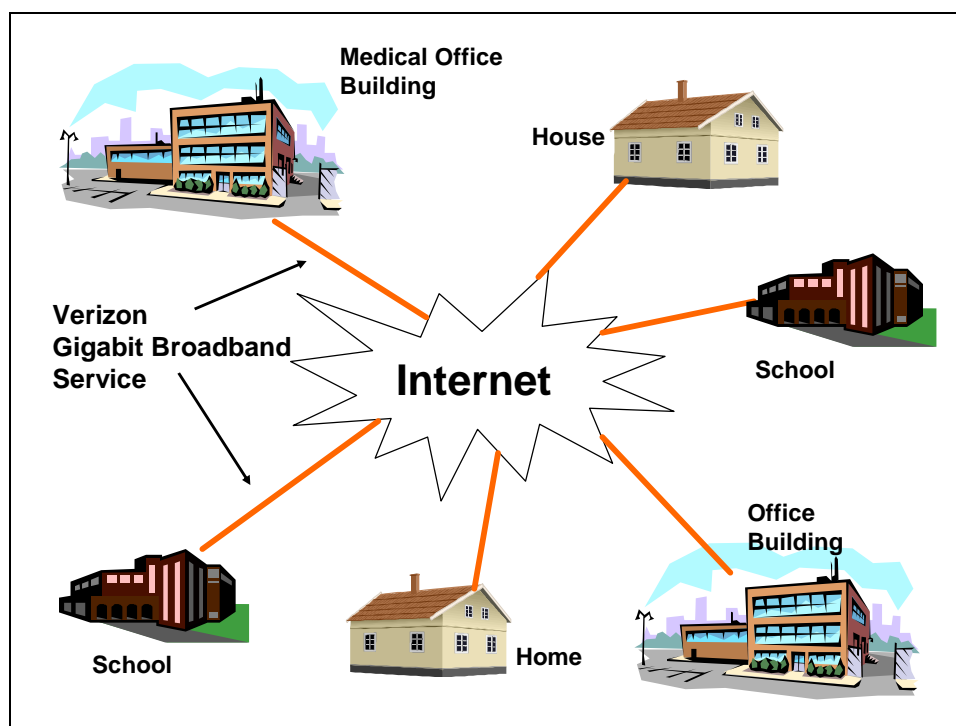 Medical Office
Building
House
Verizon
Gigabit Broadband
Service
Internet
School
Office
Building
School
Home